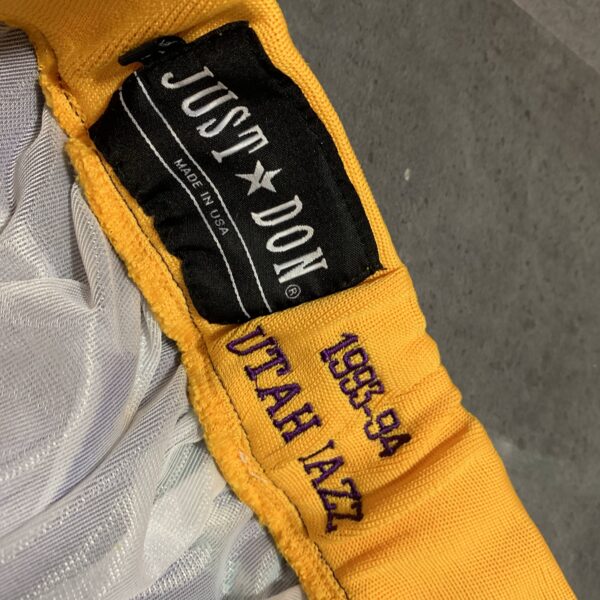 JUST ★ DON®
MADE IN USA
1993-94
UTAH JAZZ